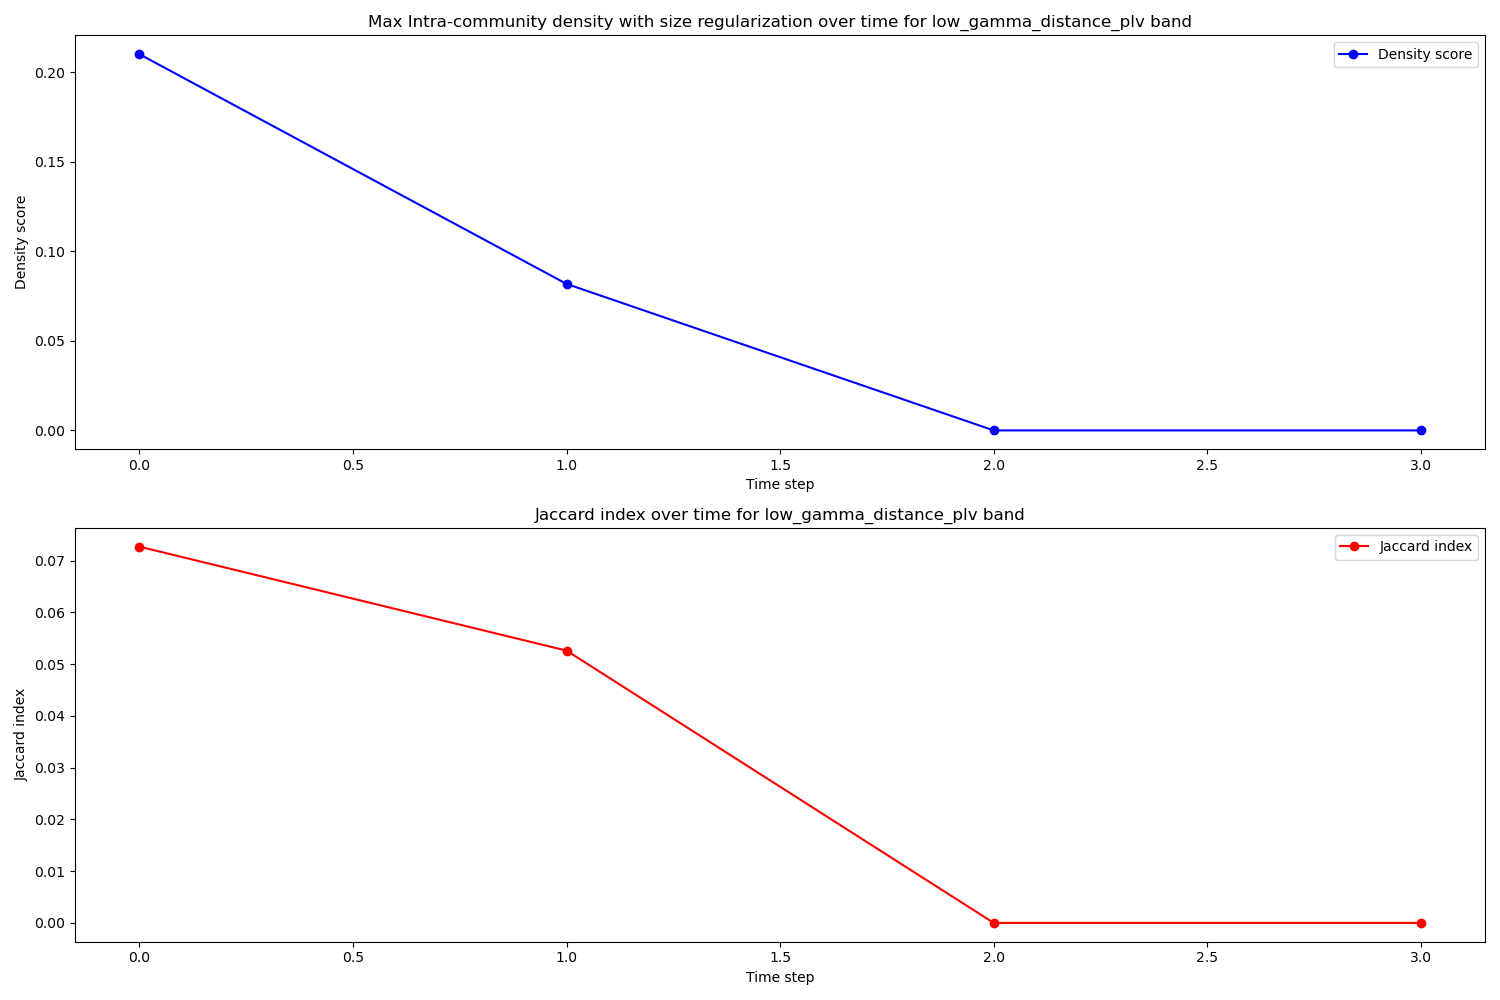 Max Intra-community density with size regularization over time for low_gamma_distance_plv band
Density score
0.20
0.15
0.10
0.05
0.00
Density score
0.0 0.5 1.0 1.5 2.0 2.5 3.0
Time step
Jaccard index over time for low_gamma_distance_plv band
Jaccard index
0.07
0.06
0.05
0.04
0.03
0.02
0.01
0.00
Jaccard index
0.0 0.5 1.0 1.5 2.0 2.5 3.0
Time step